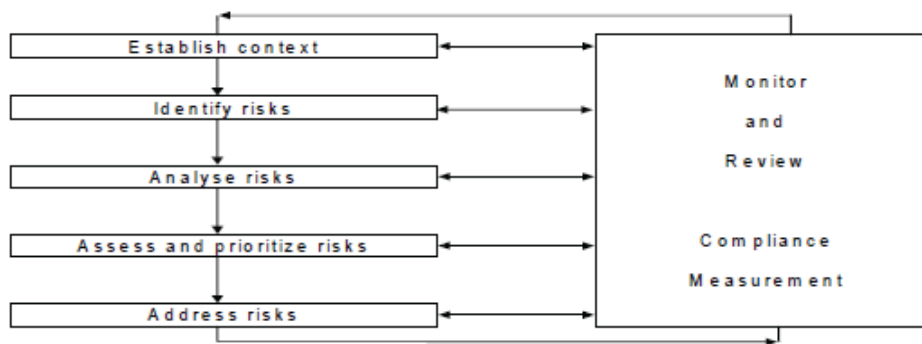 Establish context
Identify risks
Analyse risks
Assess and prioritize risks
Address risks
Monitor
and
Review
Compliance
Measurement